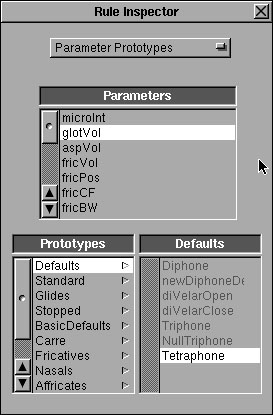 Rule Inspector
Parameter Prototypes
Parameters
microInt
glotVol
aspVol
fricVol
fricPos
fricCF
fricBW
Prototypes
Defaults
Standard
Glides
Stopped
BasicDefaults
Carre
Fricatives
Nasals
Affricates
Defaults
Diphone
newDiphoneDe
diVelarOpen
diVelarClose
Triphone
NullTriphone
Tetraphone